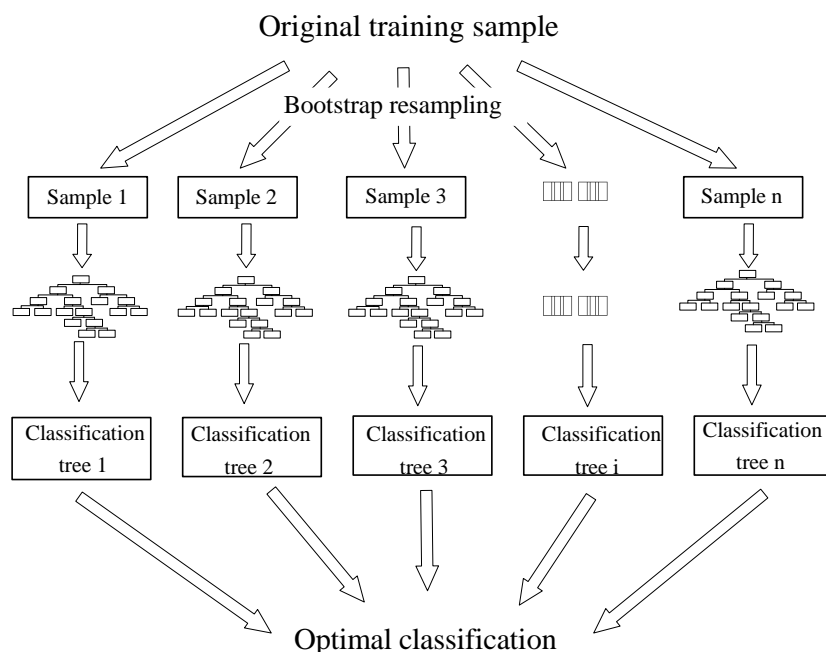 Original training sample
Bootstrap resampling
Sample 1
Sample 2
Sample 3
Sample n
Classification
tree 1
Classification
tree 2
Classification
tree 3
Classification
tree i
Classification
tree n
Optimal classification